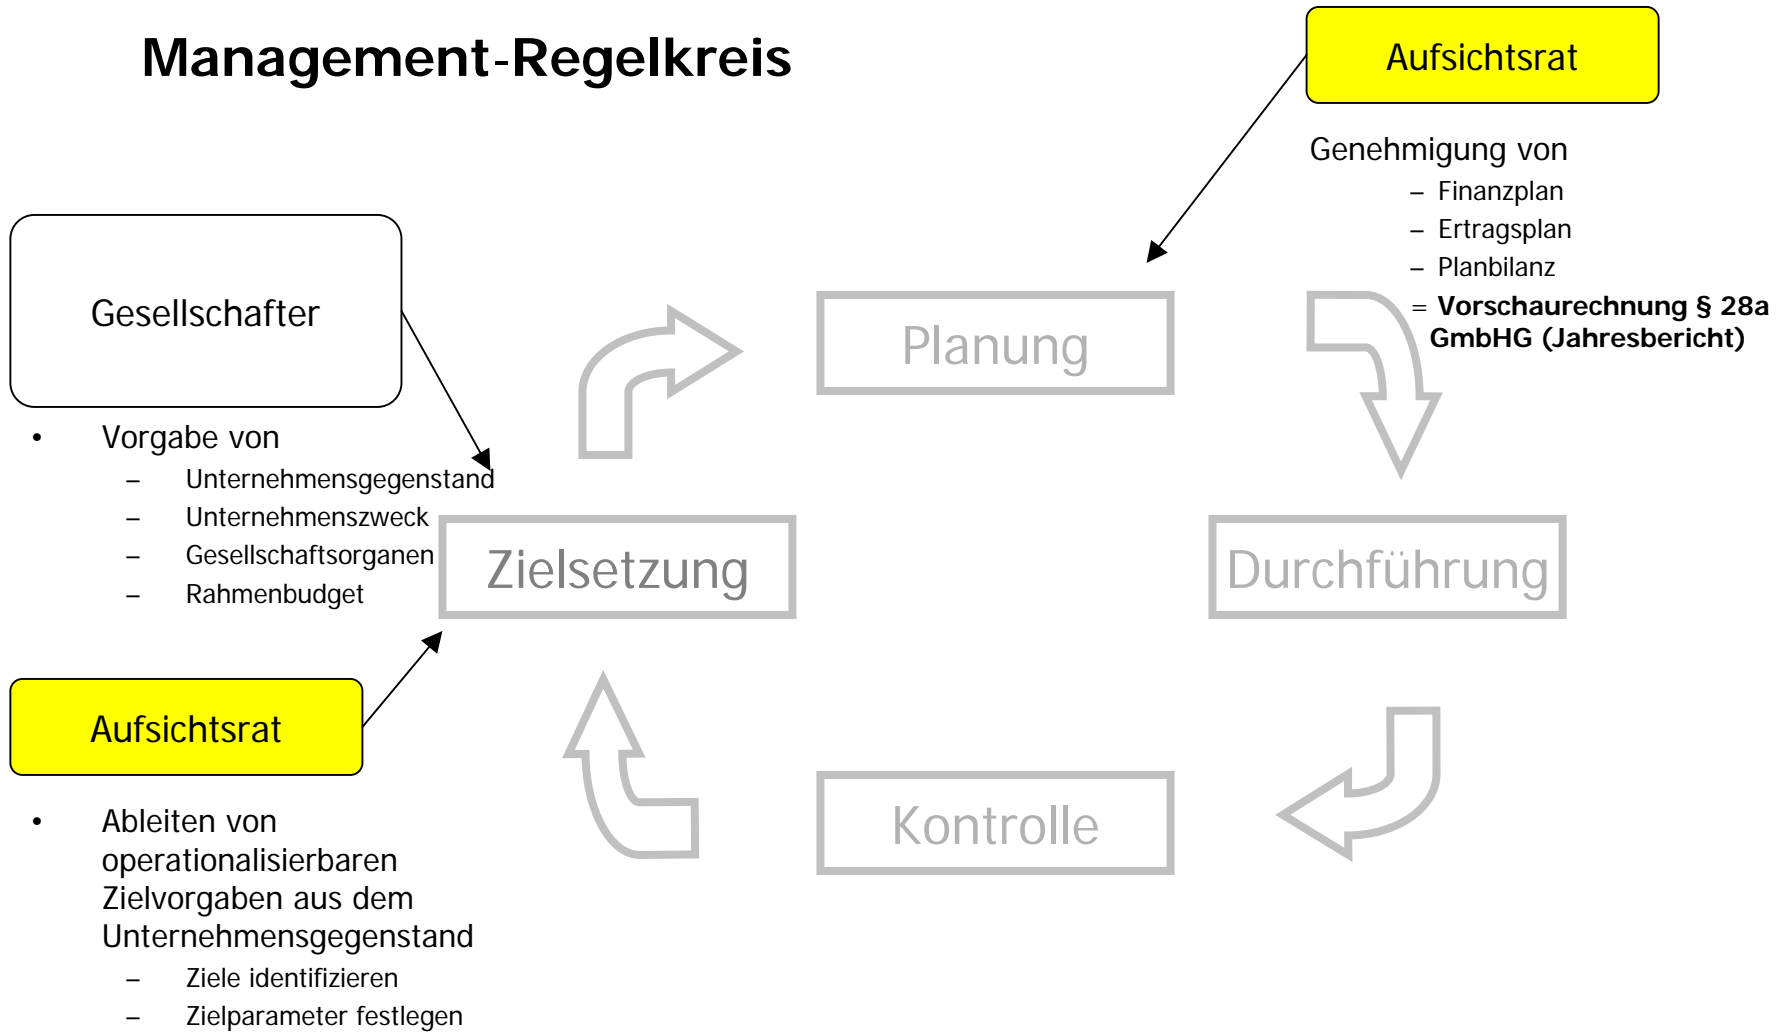 Management-Regelkreis
Aufsichtsrat
Genehmigung von
– Finanzplan
– Ertragsplan
– Planbilanz
= Vorschaurechnung § 28a
GmbHG (Jahresbericht)
Gesellschafter
• Vorgabe von
– Unternehmensgegenstand
– Unternehmenszweck
– Gesellschaftsorganen
– Rahmenbudget
Planung
Zielsetzung
Durchführung
Kontrolle
Aufsichtsrat
• Ableiten von
operationalisierbaren
Zielvorgaben aus dem
Unternehmensgegenstand
– Ziele identifizieren
– Zielparameter festlegen